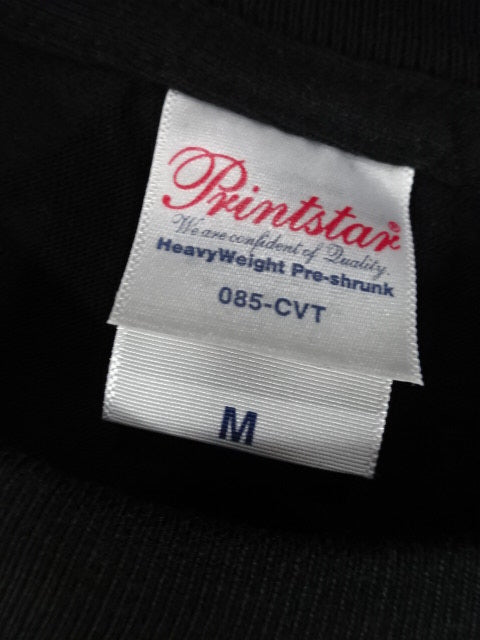 Printstar®
We are confident of Quality.
HeavyWeight Pre-shrunk
085-CVT
M